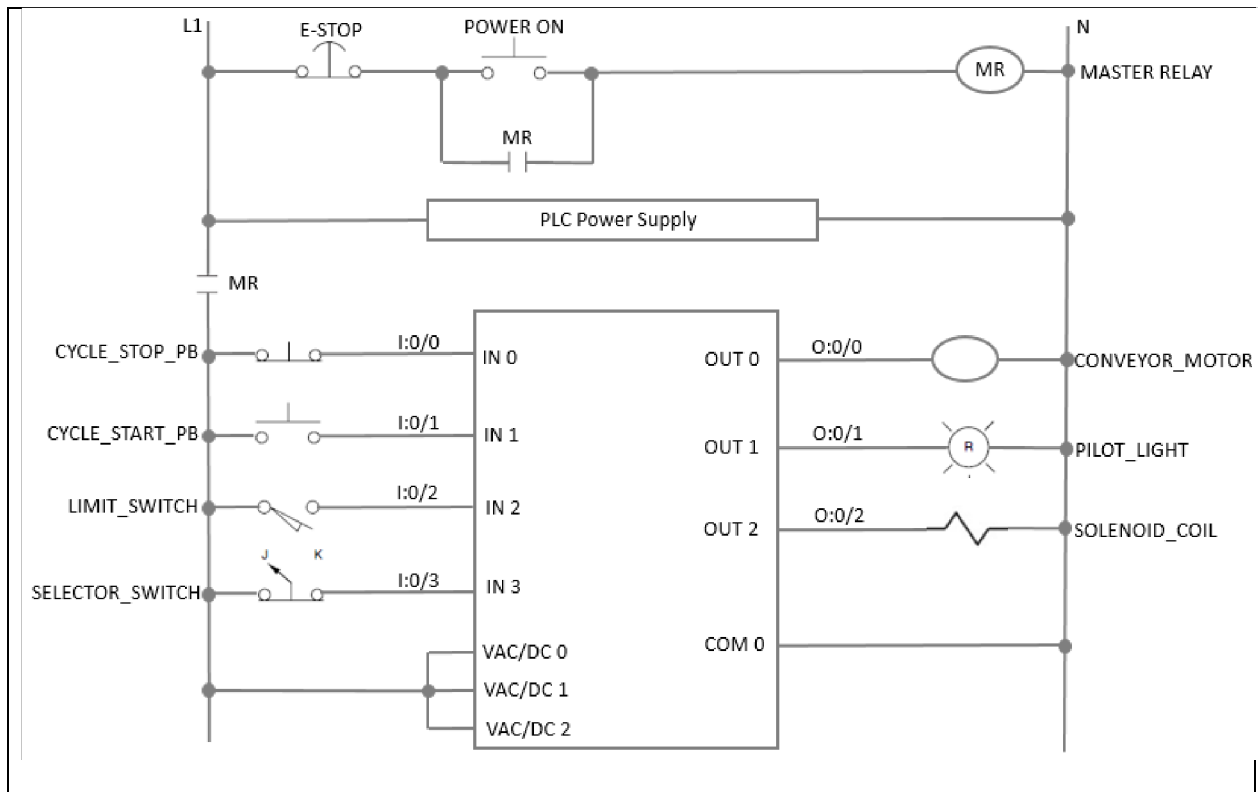 L1
E-STOP
POWER ON
N
MR
MASTER RELAY
MR
PLC Power Supply
MR
CYCLE_STOP_PB
I:0/0
IN 0
OUT 0
O:0/0
CONVEYOR_MOTOR
CYCLE_START_PB
I:0/1
IN 1
OUT 1
O:0/1
R
PILOT_LIGHT
LIMIT_SWITCH
I:0/2
IN 2
OUT 2
O:0/2
SOLENOID_COIL
J K
SELECTOR_SWITCH
I:0/3
IN 3
COM 0
VAC/DC 0
VAC/DC 1
VAC/DC 2